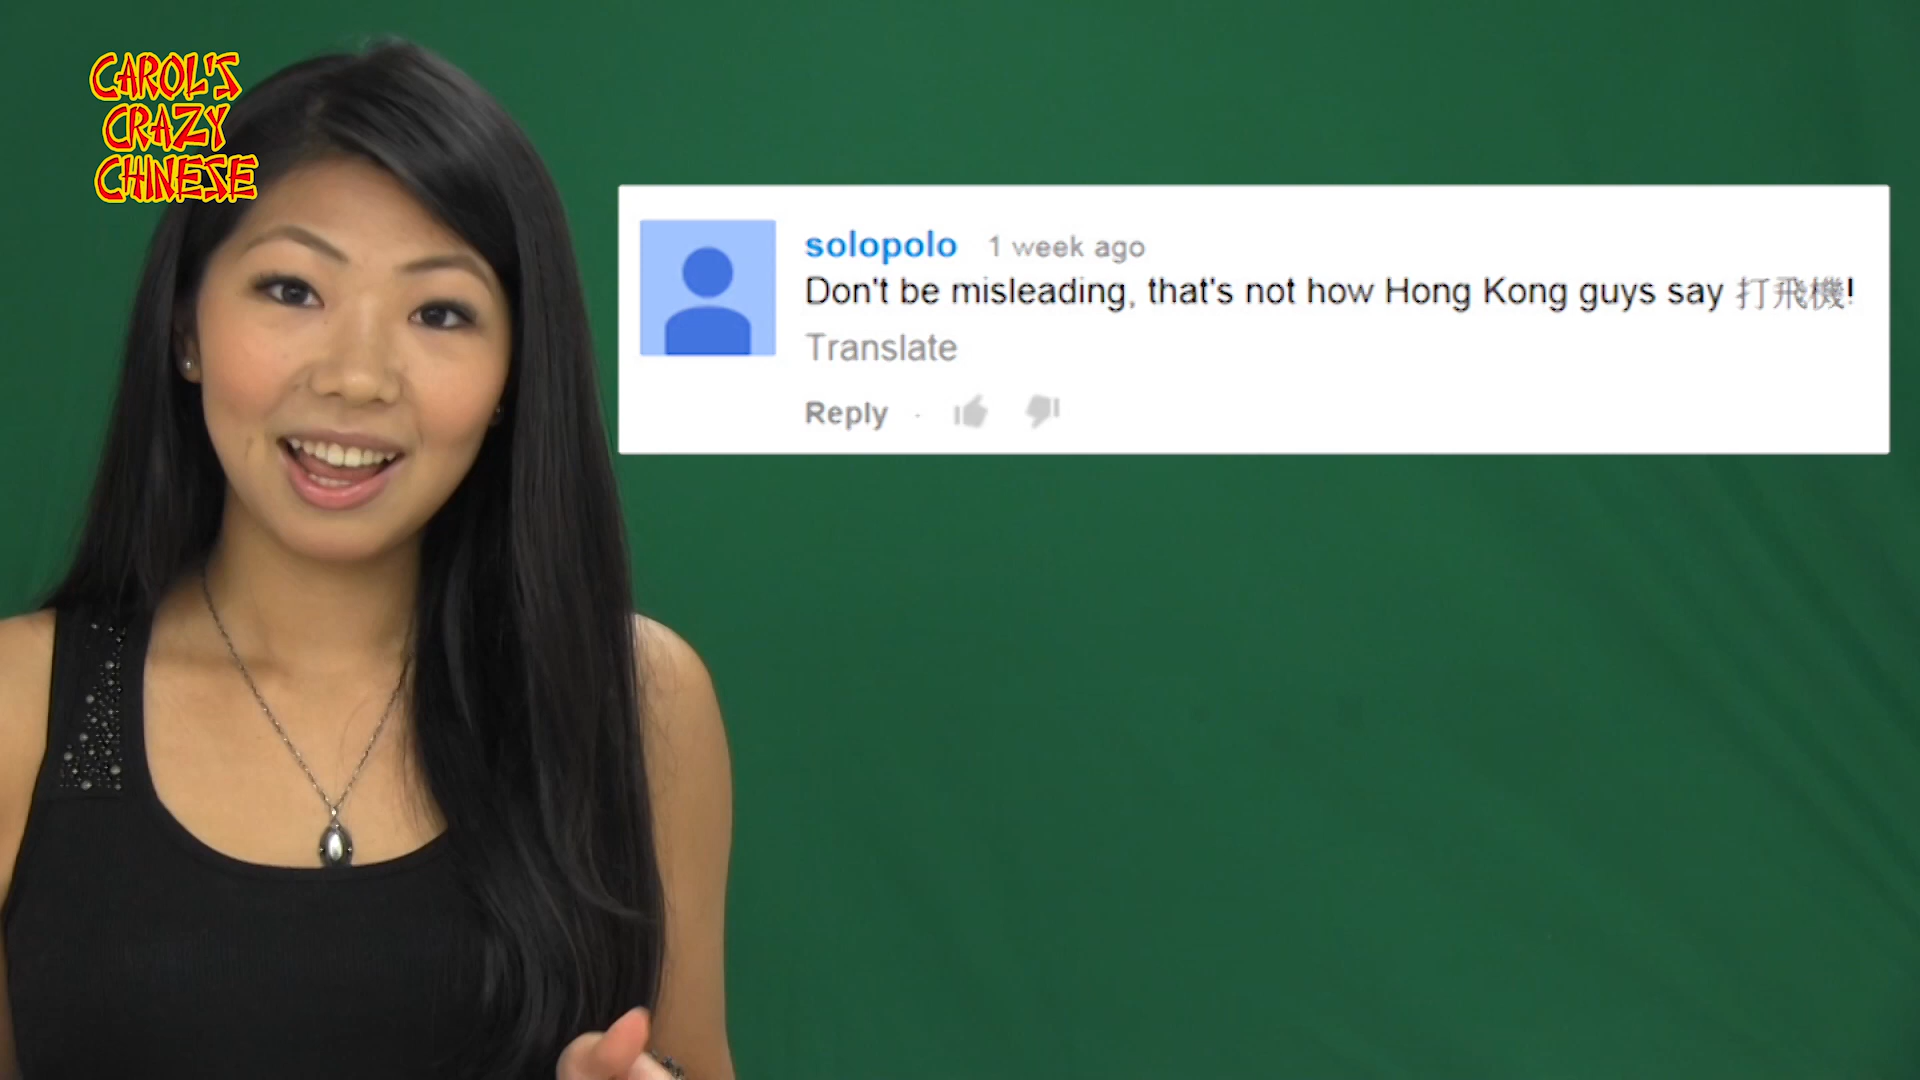 CAROL'S
CRAZY
CHINESE
solopolo 1 week ago
Don't be misleading, that's not how Hong Kong guys say 打飛機!
Translate
Reply ·